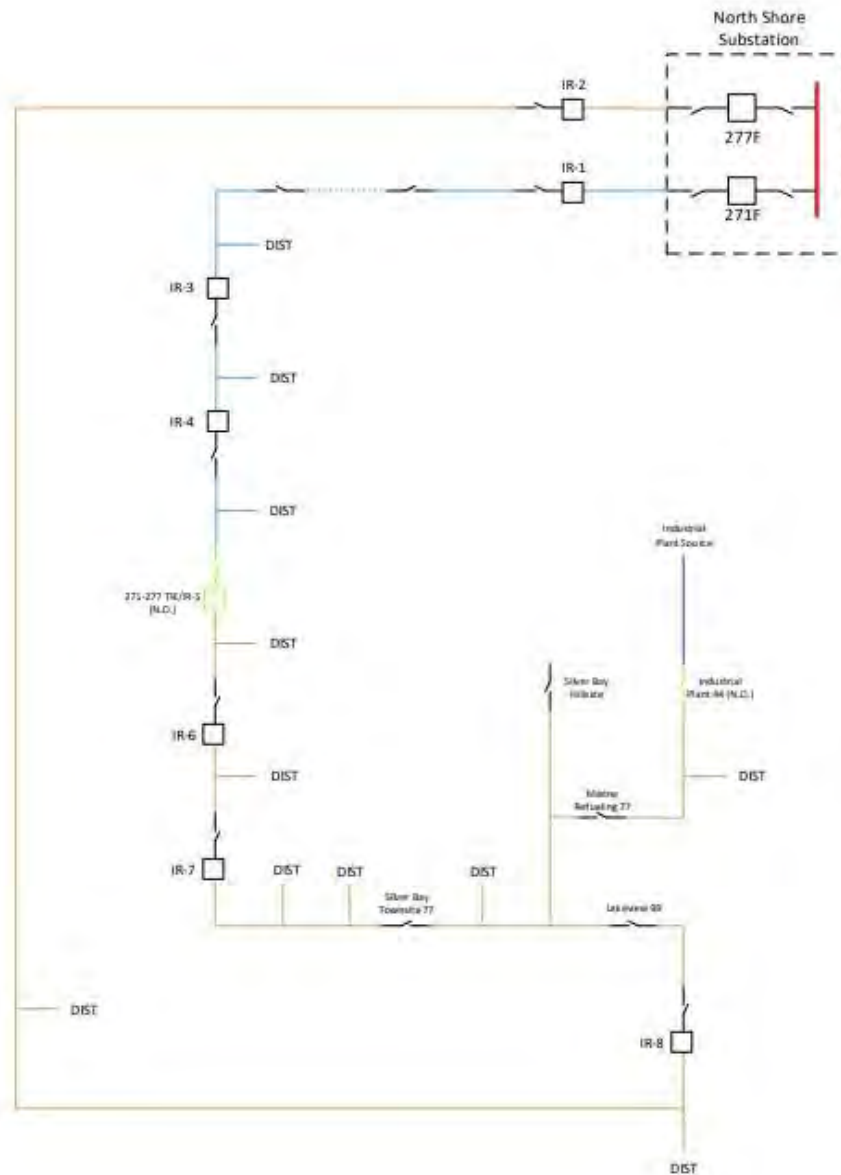 North Shore
Substation
IR-2
277F
IR-1
271F
DIST
IR-3
DIST
IR-4
DIST
Industrial
Plant Source
271-277 TIE/IR-5
(N.O.)
DIST
Silver Bay
Hillside
Industrial
Plant 44 (N.O.)
IR-6
DIST
DIST
Marine
Refueling 77
IR-7
DIST
DIST
DIST
Silver Bay
Townsite 77
Lakeview 99
DIST
IR-8
DIST